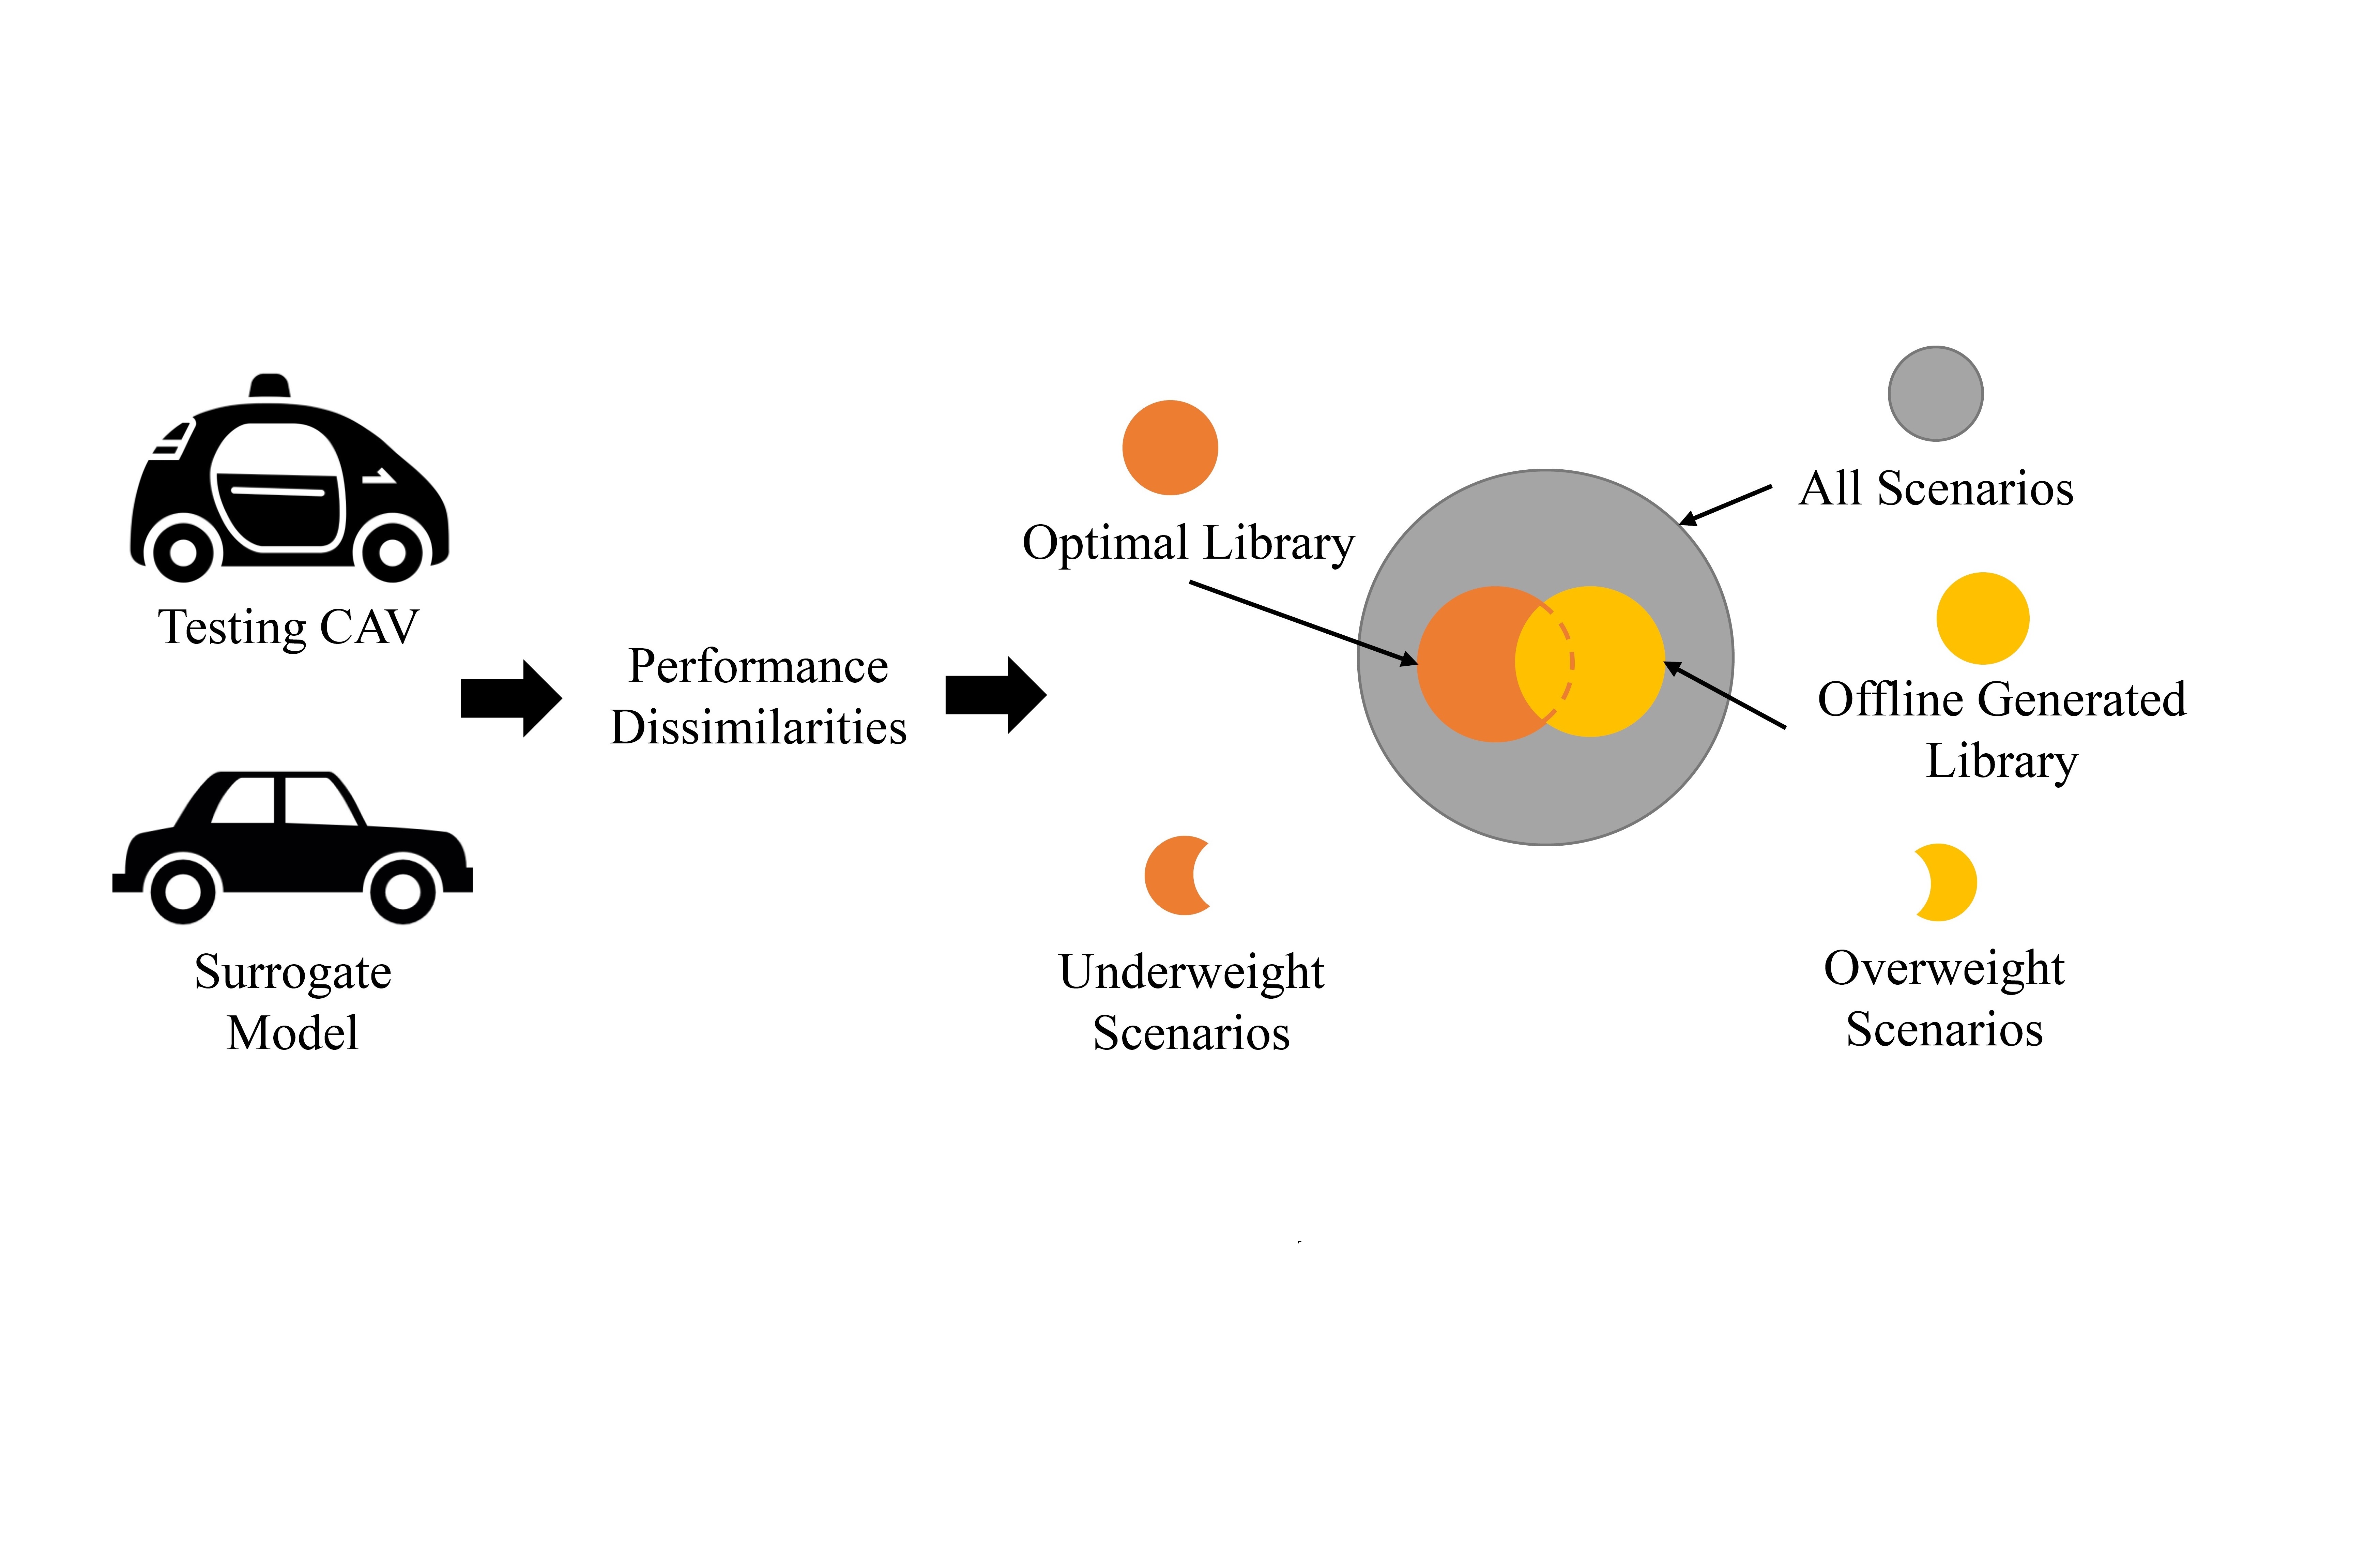 Testing CAV
Surrogate
Model
Performance
Dissimilarities
Optimal Library
Underweight
Scenarios
All Scenarios
Offline Generated
Library
Overweight
Scenarios